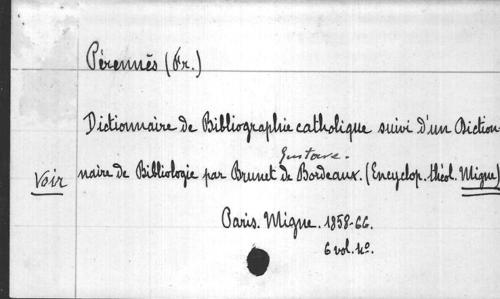 Pérennès (Fr.)
Dictionnaire de Bibliographie catholique suivi d'un Diction
Gustave.
Voir naire de Bibliologie par Brunet de Bordeaux. (Encyclop. théol. Migne)
Paris. Migne. 1858-66.
6 vol. 4º.